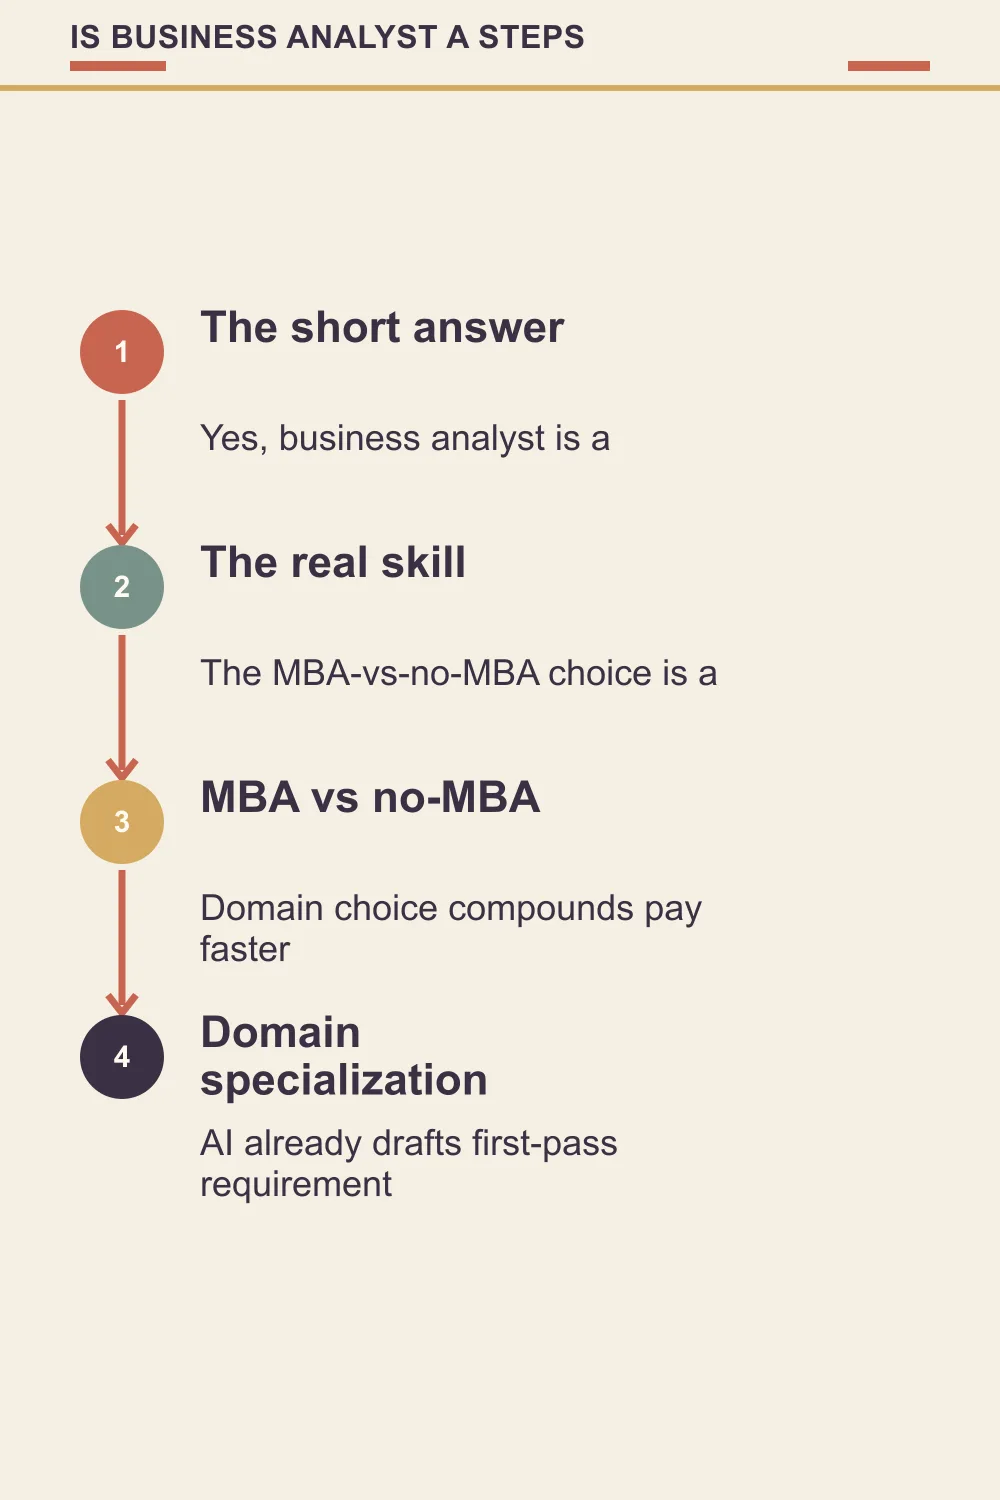 IS BUSINESS ANALYST A STEPS
1
The short answer
Yes, business analyst is a
2
The real skill
The MBA-vs-no-MBA choice is a
3
MBA vs no-MBA
Domain choice compounds pay
faster
4
Domain
specialization
AI already drafts first-pass
requirement